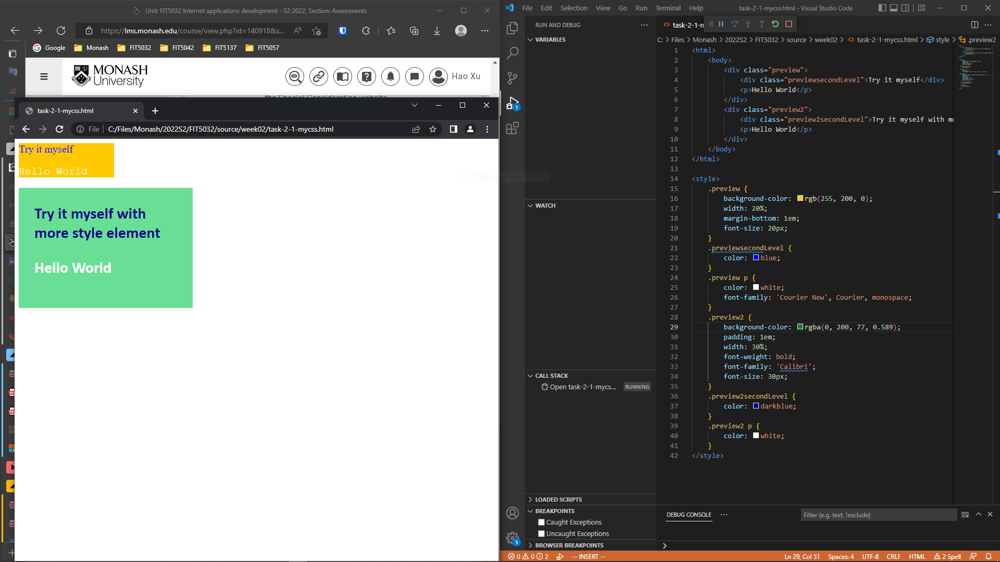 Unit: FIT5032 Internet applications development - S2 2022, Section: Assessments
https://lms.monash.edu/course/view.php?id=140918&s...
Google
Monash
FIT5032
FIT5042
FIT5137
FIT5057
MONASH
University
Hao Xu
the Special Consideration website
task-2-1-mycss.html
File
C:/Files/Monash/2022S2/FIT5032/source/week02/task-2-1-mycss.html
Try it myself
Hello World
Try it myself with
more style element
Hello World
File Edit Selection View Go Run Terminal Help
task-2-1-mycss.html - Visual Studio Code
RUN AND DEBUG
VARIABLES
WATCH
CALL STACK
Open task-2-1-mycs...
RUNNING
LOADED SCRIPTS
BREAKPOINTS
Caught Exceptions
Uncaught Exceptions
BROWSER BREAKPOINTS
1
1
task-2-1-m
C: > Files > Monash > 2022S2 > FIT5032 > source > week02 > task-2-1-mycss.html > style > .preview2
1 <html>
2 <body>
3 <div class="preview">
4 <div class="previewsecondLevel">Try it myself</div>
5 <p>Hello World</p>
6 </div>
7 <div class="preview2">
8 <div class="preview2secondLevel">Try it myself with mo
9 <p>Hello World</p>
10 </div>
11 </body>
12 </html>
13
14 <style>
15 .preview {
16 background-color: rgb(255, 200, 0);
17 width: 20%;
18 margin-bottom: 1em;
19 font-size: 20px;
20 }
21 .previewsecondLevel {
22 color: blue;
23 }
24 .preview p {
25 color: white;
26 font-family: 'Courier New', Courier, monospace;
27 }
28 .preview2 {
29 background-color: rgba(0, 200, 77, 0.589);
30 padding: 1em;
31 width: 30%;
32 font-weight: bold;
33 font-family: 'Calibri';
34 font-size: 30px;
35 }
36 .preview2secondLevel {
37 color: darkblue;
38 }
39 .preview2 p {
40 color: white;
41 }
42 </style>
DEBUG CONSOLE
Filter (e.g. text, !exclude)
0 0 2
-- INSERT --
Ln 29, Col 51
Spaces: 4
UTF-8
CRLF
HTML
2 Spell